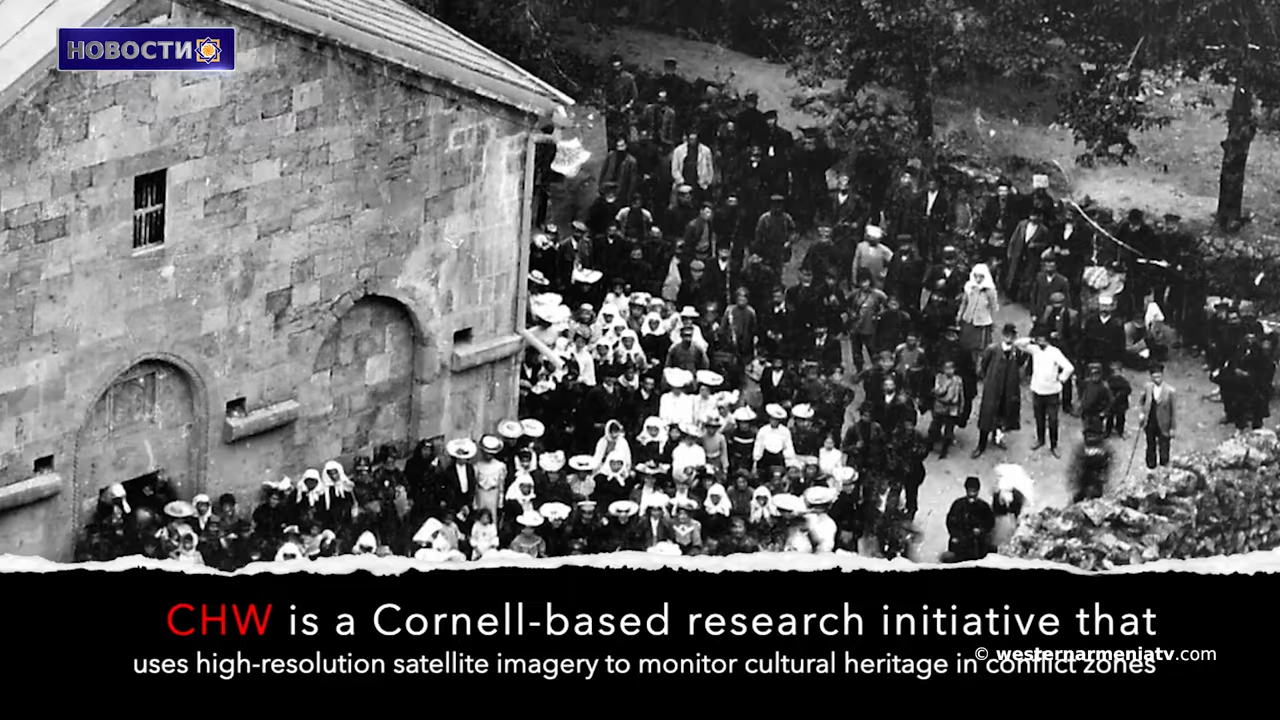 НОВОСТИ
CHW is a Cornell-based research initiative that
uses high-resolution satellite imagery to monitor cultural heritage in conflict zones
© westernarmeniatv.com